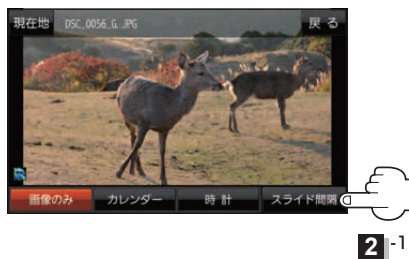 現在地 DSC_0056_G.JPG 戻る
画像のみ カレンダー 時計 スライド間隔
2-1